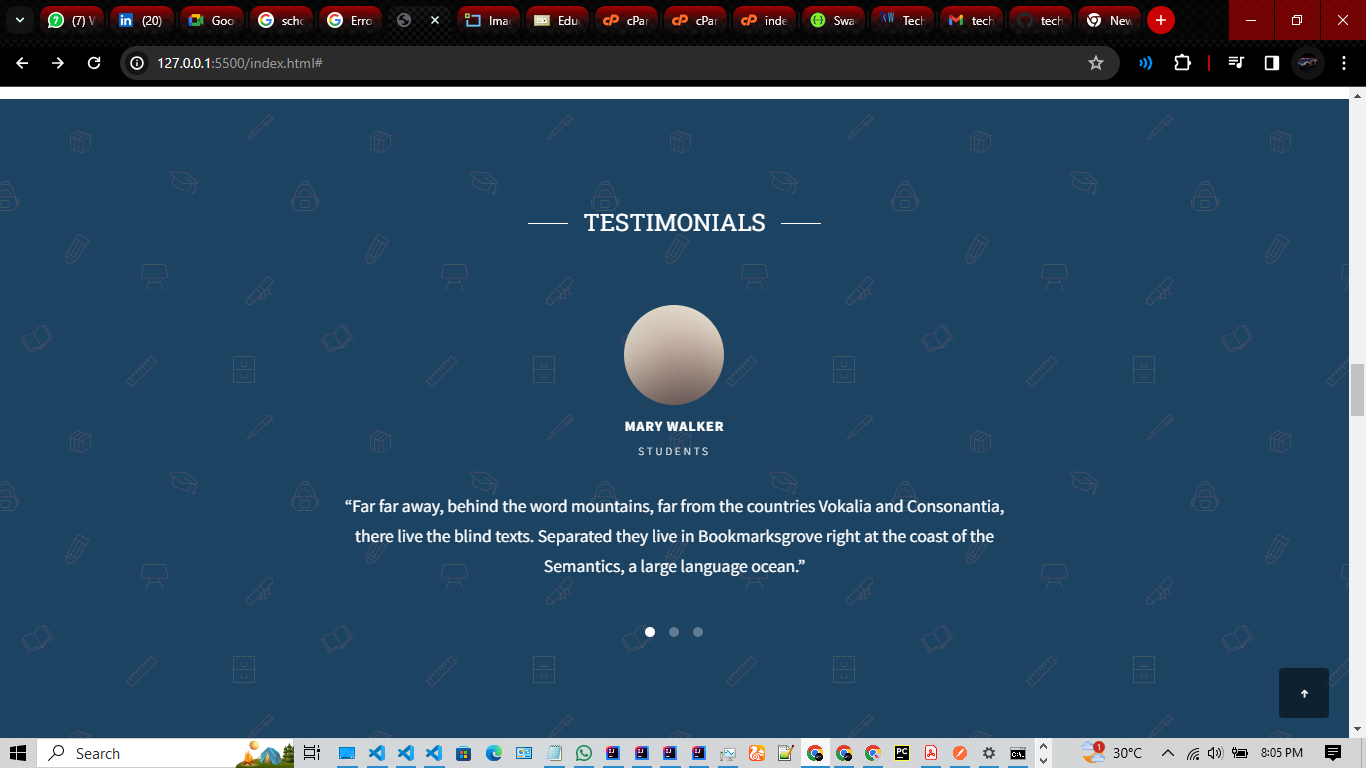 (7) W
(20)
Goo
scho
Erro
Imag
Educ
cPan
cPan
inde
Swa
Tech
tech
tech
New
127.0.0.1:5500/index.html#
TESTIMONIALS
MARY WALKER
STUDENTS
“Far far away, behind the word mountains, far from the countries Vokalia and Consonantia,
there live the blind texts. Separated they live in Bookmarksgrove right at the coast of the
Semantics, a large language ocean.”
Search
1
30°C
8:05 PM